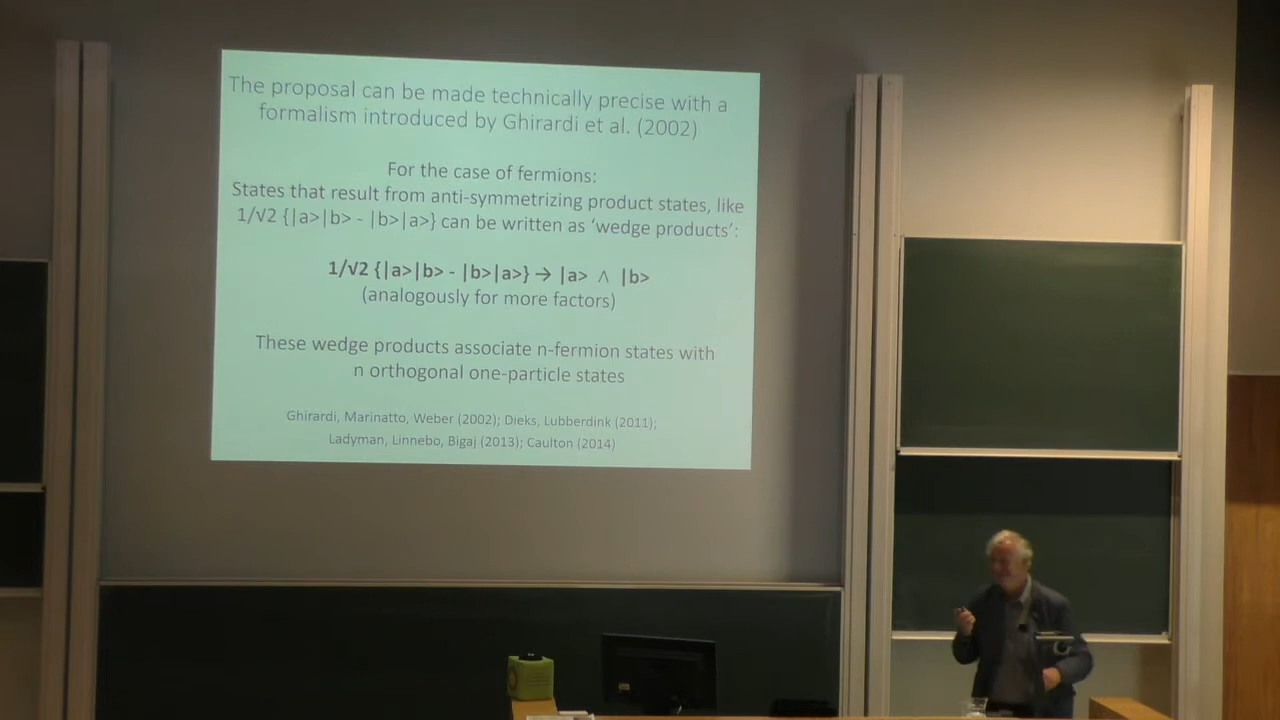 The proposal can be made technically precise with a
formalism introduced by Ghirardi et al. (2002)
For the case of fermions:
States that result from anti-symmetrizing product states, like
1/√2 {|a>|b> - |b>|a>} can be written as ‘wedge products’:
1/√2 {|a>|b> - |b>|a>} → |a> ∧ |b>
(analogously for more factors)
These wedge products associate n-fermion states with
n orthogonal one-particle states
Ghirardi, Marinatto, Weber (2002); Dieks, Lubberdink (2011);
Ladyman, Linnebo, Bigaj (2013); Caulton (2014)